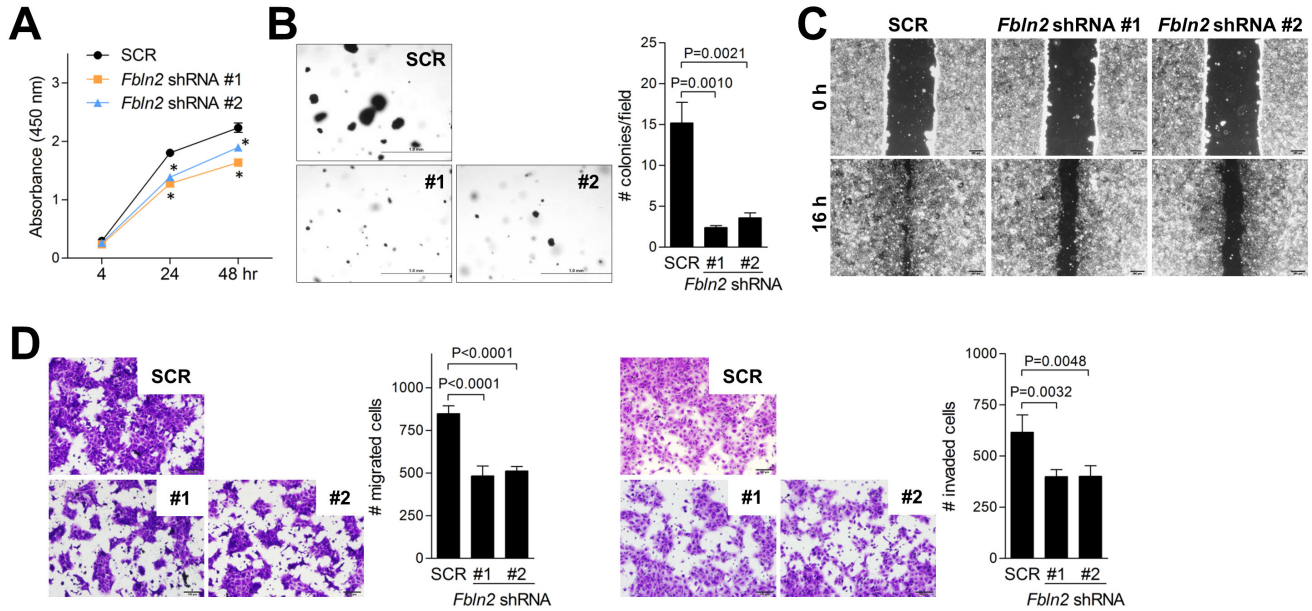 A
SCR
Fbln2 shRNA #1
Fbln2 shRNA #2
Absorbance (450 nm)
3
2
1
0
4
24
48 hr
*
*
*
*
B
SCR
1.0 mm
#1
1.0 mm
#2
1.0 mm
# colonies/field
25
20
15
10
5
0
P=0.0021
P=0.0010
SCR #1 #2
Fbln2 shRNA
C
SCR
Fbln2 shRNA #1
Fbln2 shRNA #2
0 h
16 h
D
SCR
#1
#2
# migrated cells
1000
750
500
250
0
P<0.0001
P<0.0001
SCR #1 #2
Fbln2 shRNA
SCR
#1
#2
# invaded cells
1000
750
500
250
0
P=0.0048
P=0.0032
SCR #1 #2
Fbln2 shRNA